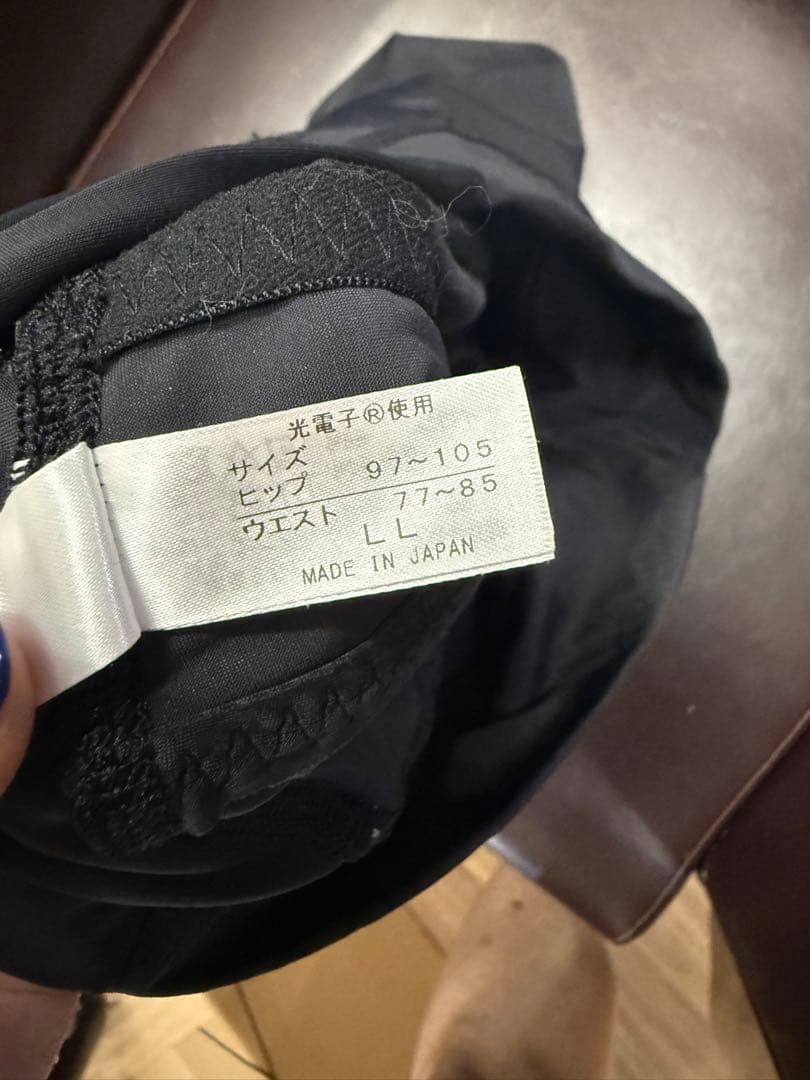 光電子®使用
サイズ
ヒップ 97～105
ウエスト 77～85
LL
MADE IN JAPAN